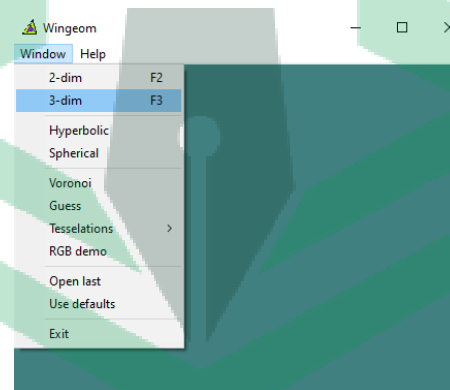 Wingeom
Window Help
2-dim F2
3-dim F3
Hyperbolic
Spherical
Voronoi
Guess
Tesselations
RGB demo
Open last
Use defaults
Exit